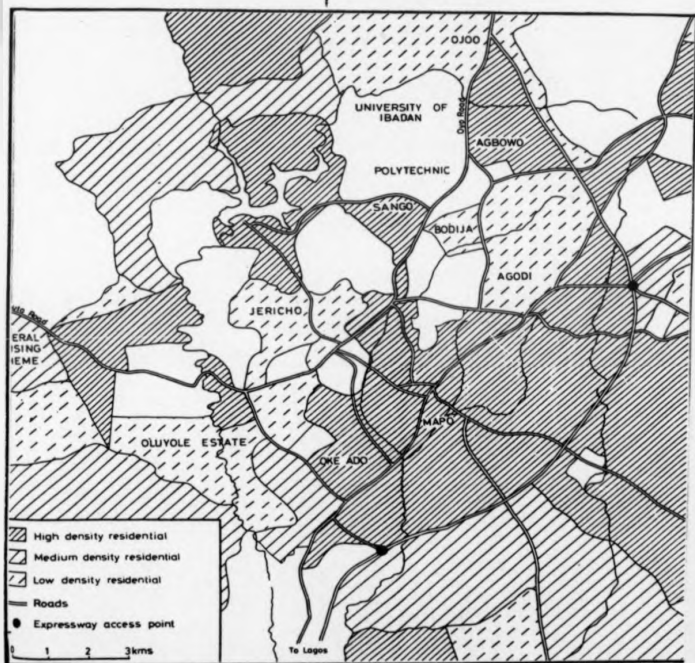 OJOO
UNIVERSITY OF
IBADAN
Oyo Road
AGBOWO
POLYTECHNIC
SANGO
BODIJA
AGODI
JERICHO
Road
ERAL
ISING
HEME
MAPO
OLUYOLE ESTATE
OKE ADO
High density residential
Medium density residential
Low density residential
Roads
Expressway access point
0 1 2 3kms
To Lagos